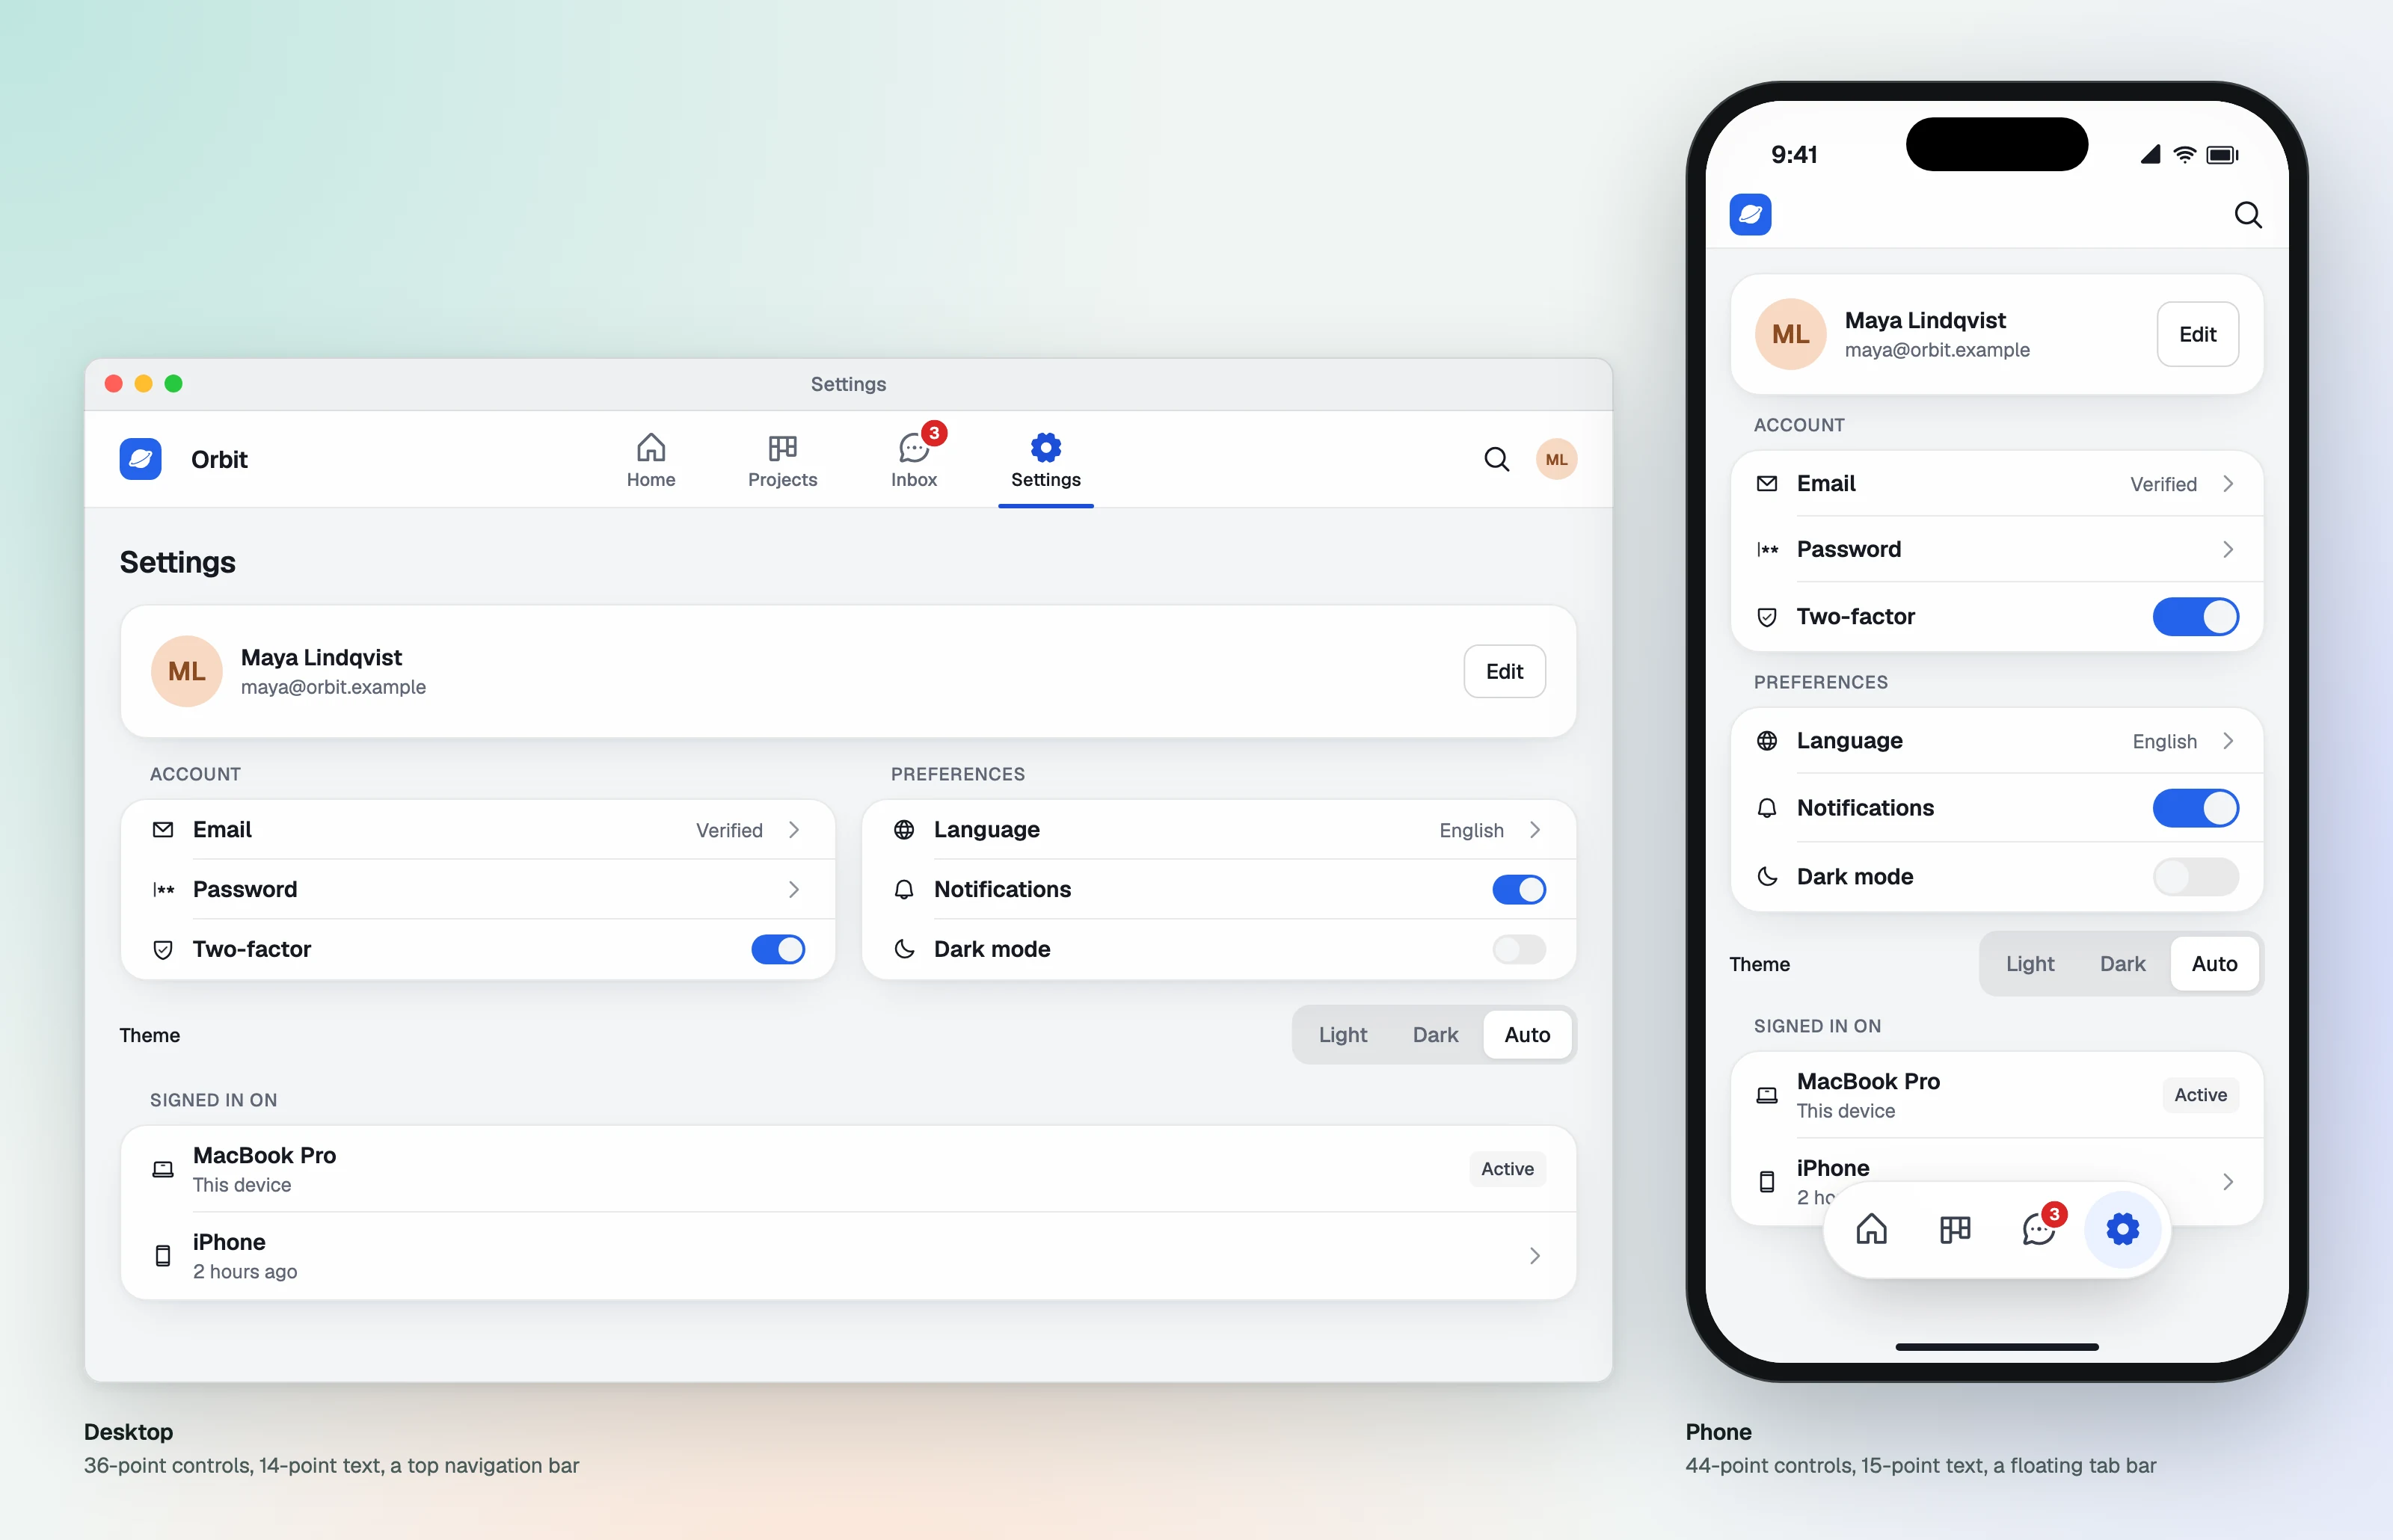 Settings
Orbit
Home
Projects
Inbox
3
Settings
ML
Settings
ML
Maya Lindqvist
maya@orbit.example
Edit
ACCOUNT
Email
Verified
Password
Two-factor
PREFERENCES
Language
English
Notifications
Dark mode
Theme
Light
Dark
Auto
SIGNED IN ON
MacBook Pro
This device
Active
iPhone
2 hours ago
Desktop
36-point controls, 14-point text, a top navigation bar
9:41
ML
Maya Lindqvist
maya@orbit.example
Edit
ACCOUNT
Email
Verified
Password
Two-factor
PREFERENCES
Language
English
Notifications
Dark mode
Theme
Light
Dark
Auto
SIGNED IN ON
MacBook Pro
This device
Active
iPhone
2 ho
3
Phone
44-point controls, 15-point text, a floating tab bar